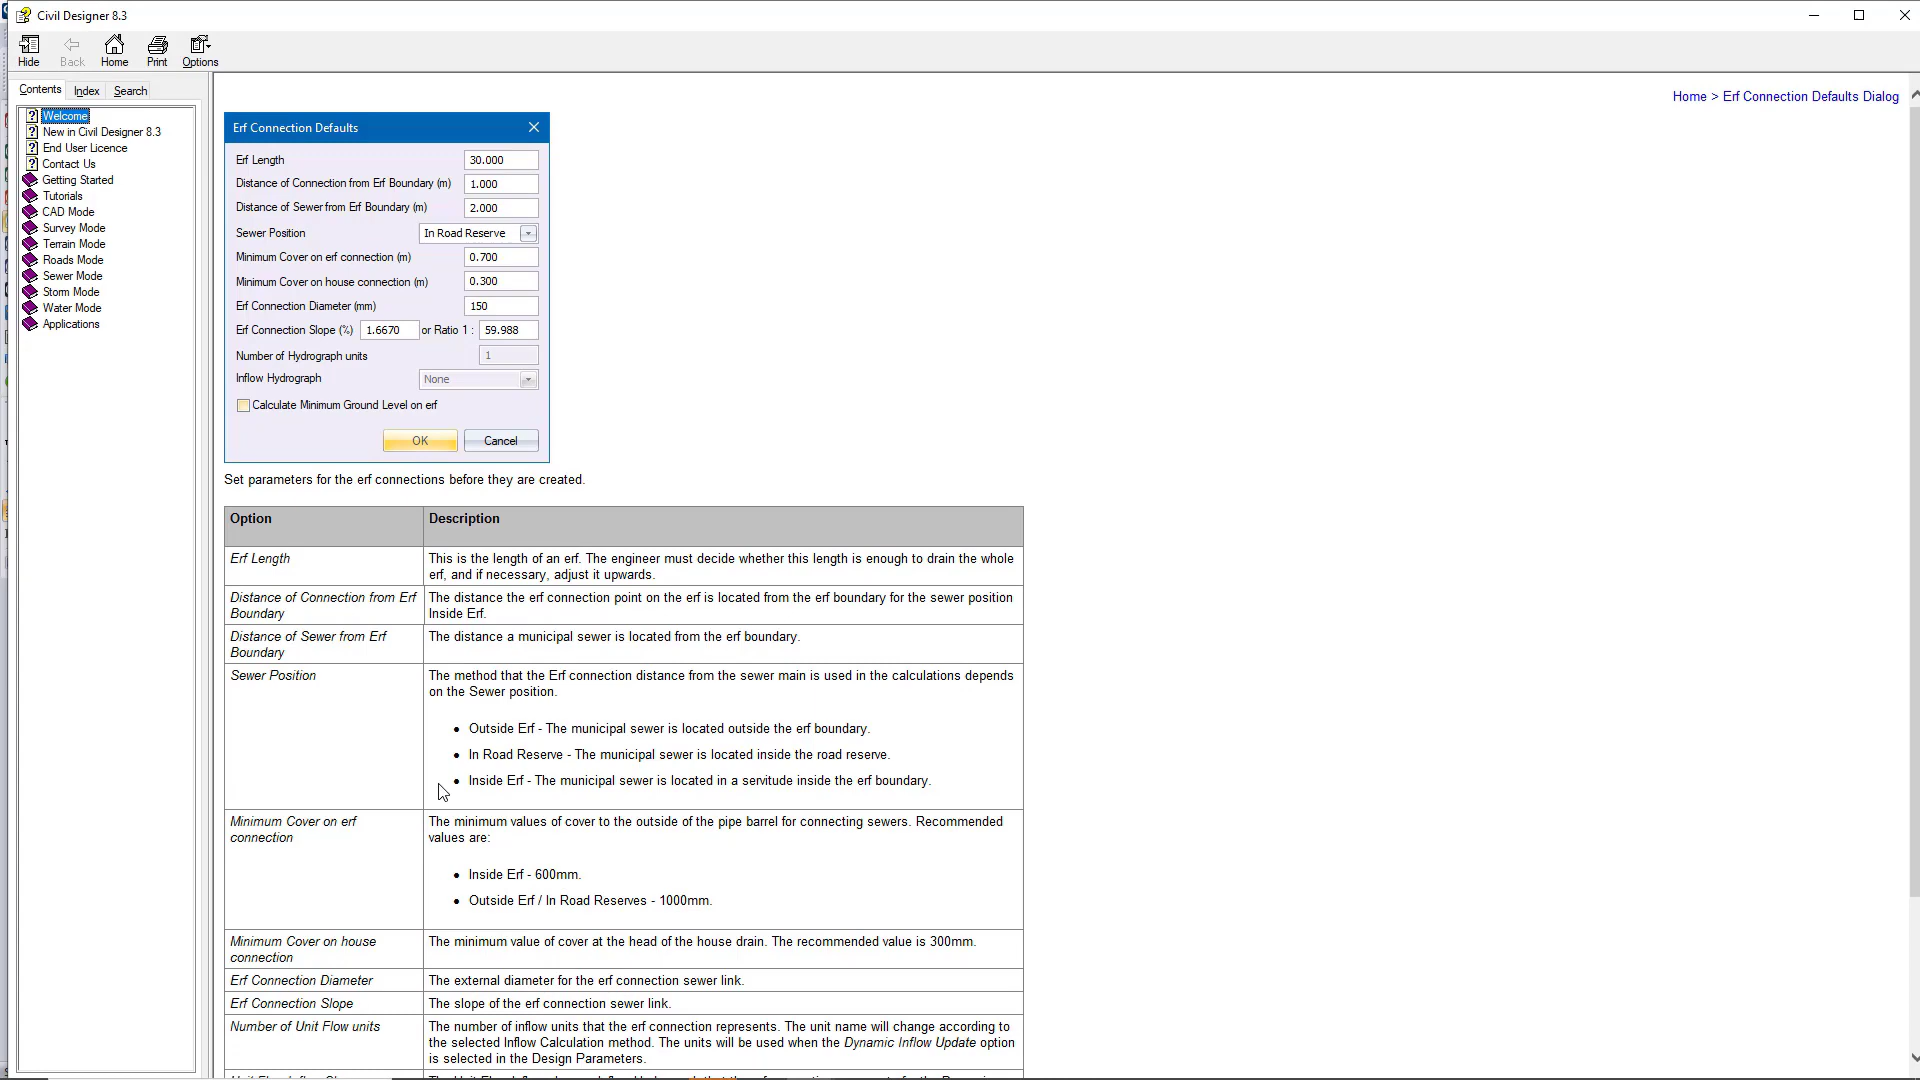 Civil Designer 8.3
Hide Back Home Print Options
Contents Index Search
Welcome
New in Civil Designer 8.3
End User Licence
Contact Us
Getting Started
Tutorials
CAD Mode
Survey Mode
Terrain Mode
Roads Mode
Sewer Mode
Storm Mode
Water Mode
Applications
Home > Erf Connection Defaults Dialog
Erf Connection Defaults
Erf Length 30.000
Distance of Connection from Erf Boundary (m) 1.000
Distance of Sewer from Erf Boundary (m) 2.000
Sewer Position In Road Reserve
Minimum Cover on erf connection (m) 0.700
Minimum Cover on house connection (m) 0.300
Erf Connection Diameter (mm) 150
Erf Connection Slope (%) 1.6670 or Ratio 1 : 59.988
Number of Hydrograph units 1
Inflow Hydrograph None
Calculate Minimum Ground Level on erf
OK Cancel
Set parameters for the erf connections before they are created.
Option Description
Erf Length
This is the length of an erf. The engineer must decide whether this length is enough to drain the whole
erf, and if necessary, adjust it upwards.
Distance of Connection from Erf
Boundary
The distance the erf connection point on the erf is located from the erf boundary for the sewer position
Inside Erf.
Distance of Sewer from Erf
Boundary
The distance a municipal sewer is located from the erf boundary.
Sewer Position
The method that the Erf connection distance from the sewer main is used in the calculations depends
on the Sewer position.
• Outside Erf - The municipal sewer is located outside the erf boundary.
• In Road Reserve - The municipal sewer is located inside the road reserve.
• Inside Erf - The municipal sewer is located in a servitude inside the erf boundary.
Minimum Cover on erf
connection
The minimum values of cover to the outside of the pipe barrel for connecting sewers. Recommended
values are:
• Inside Erf - 600mm.
• Outside Erf / In Road Reserves - 1000mm.
Minimum Cover on house
connection
The minimum value of cover at the head of the house drain. The recommended value is 300mm.
Erf Connection Diameter
The external diameter for the erf connection sewer link.
Erf Connection Slope
The slope of the erf connection sewer link.
Number of Unit Flow units
The number of inflow units that the erf connection represents. The unit name will change according to
the selected Inflow Calculation method. The units will be used when the Dynamic Inflow Update option
is selected in the Design Parameters.